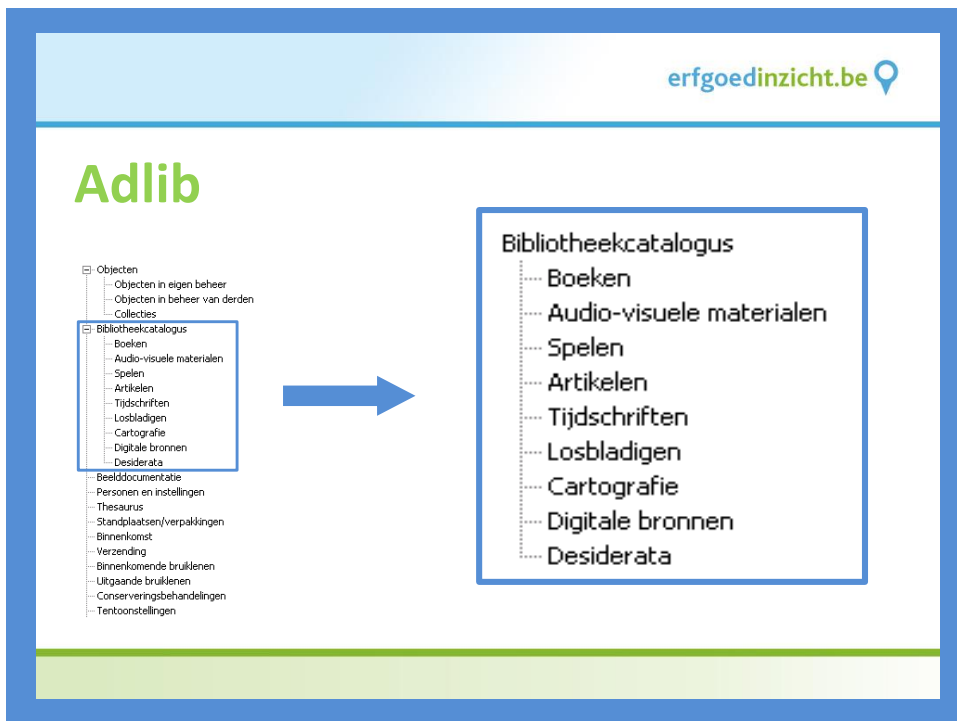 erfgoedinzicht.be
Adlib
Objecten
Objecten in eigen beheer
Objecten in beheer van derden
Collecties
Bibliotheekcatalogus
Boeken
Audio-visuele materialen
Spelen
Artikelen
Tijdschriften
Losbladigen
Cartografie
Digitale bronnen
Desiderata
Beelddocumentatie
Personen en instellingen
Thesaurus
Standplaatsen/verpakkingen
Binnenkomst
Verzending
Binnenkomende bruiklenen
Uitgaande bruiklenen
Conserveringsbehandelingen
Tentoonstellingen
Bibliotheekcatalogus
Boeken
Audio-visuele materialen
Spelen
Artikelen
Tijdschriften
Losbladigen
Cartografie
Digitale bronnen
Desiderata